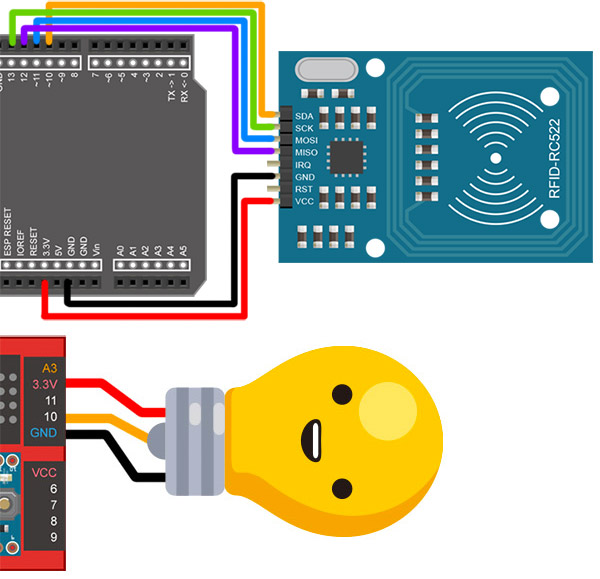 GND
13
12
~11
~10
~9
8
7
~6
~5
4
~3
2
TX -> 1
RX <- 0
ESP RESET
IOREF
RESET
3.3V
5V
GND
GND
Vin
A0
A1
A2
A3
A4
A5
SDA
SCK
MOSI
MISO
IRQ
GND
RST
VCC
RFID-RC522
A3
3.3V
11
10
GND
VCC
6
7
8
9